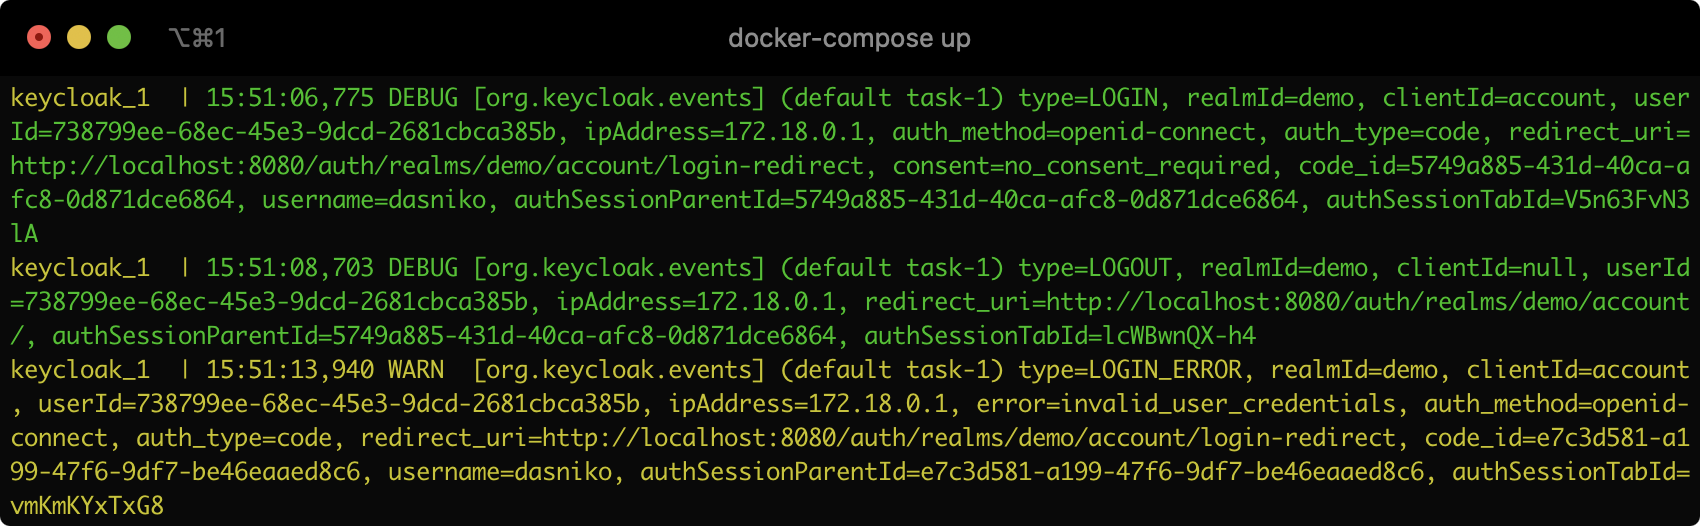 ⌥⌘1
docker-compose up
keycloak_1  | 15:51:06,775 DEBUG [org.keycloak.events] (default task-1) type=LOGIN, realmId=demo, clientId=account, user
Id=738799ee-68ec-45e3-9dcd-2681cbca385b, ipAddress=172.18.0.1, auth_method=openid-connect, auth_type=code, redirect_uri=
http://localhost:8080/auth/realms/demo/account/login-redirect, consent=no_consent_required, code_id=5749a885-431d-40ca-a
fc8-0d871dce6864, username=dasniko, authSessionParentId=5749a885-431d-40ca-afc8-0d871dce6864, authSessionTabId=V5n63FvN3
lA
keycloak_1  | 15:51:08,703 DEBUG [org.keycloak.events] (default task-1) type=LOGOUT, realmId=demo, clientId=null, userId
=738799ee-68ec-45e3-9dcd-2681cbca385b, ipAddress=172.18.0.1, redirect_uri=http://localhost:8080/auth/realms/demo/account
/, authSessionParentId=5749a885-431d-40ca-afc8-0d871dce6864, authSessionTabId=lcWBwnQX-h4
keycloak_1  | 15:51:13,940 WARN  [org.keycloak.events] (default task-1) type=LOGIN_ERROR, realmId=demo, clientId=account
, userId=738799ee-68ec-45e3-9dcd-2681cbca385b, ipAddress=172.18.0.1, error=invalid_user_credentials, auth_method=openid-
connect, auth_type=code, redirect_uri=http://localhost:8080/auth/realms/demo/account/login-redirect, code_id=e7c3d581-a1
99-47f6-9df7-be46eaaed8c6, username=dasniko, authSessionParentId=e7c3d581-a199-47f6-9df7-be46eaaed8c6, authSessionTabId=
vmKmKYxTxG8